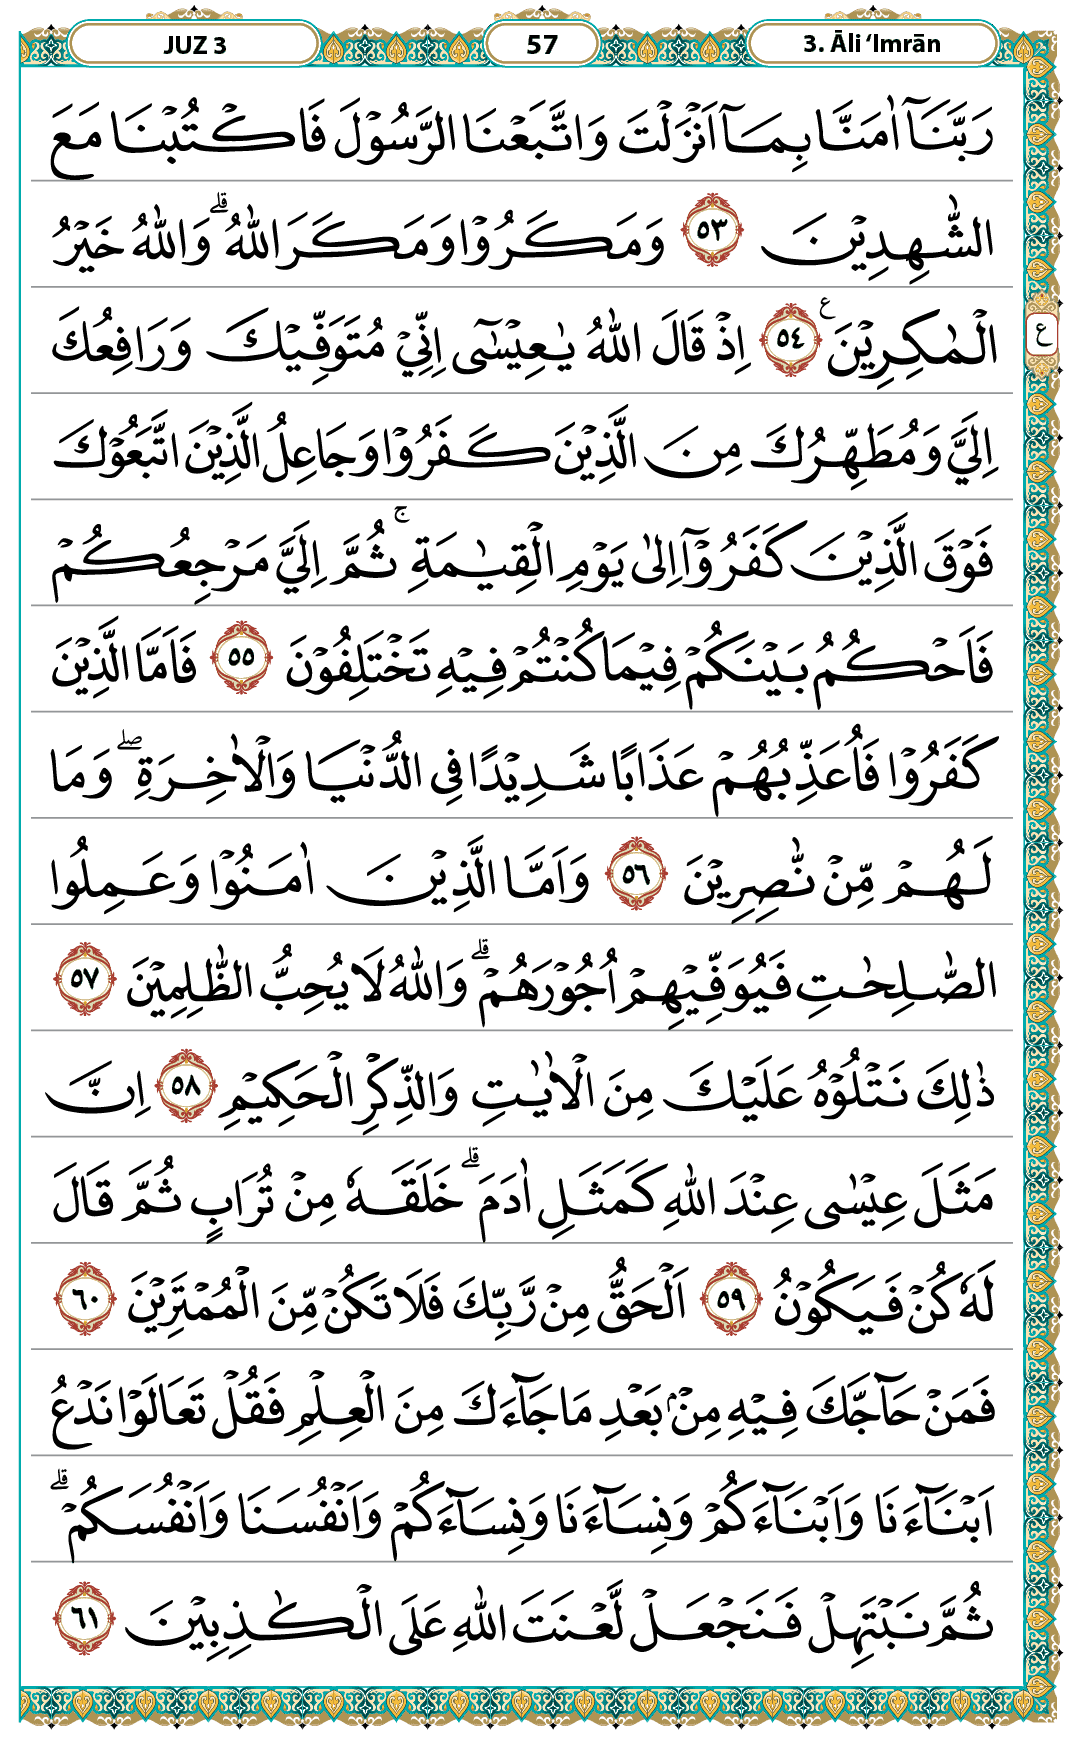 JUZ 3
57
3. Āli ‘Imrān
رَبَّنَآ اٰمَنَّا بِمَآ اَنْزَلْتَ وَاتَّبَعْنَا الرَّسُوْلَ فَاكْتُبْنَا مَعَ
الشّٰهِدِيْنَ ٥٣ وَمَكَرُوْا وَمَكَرَ اللّٰهُ ۗ وَاللّٰهُ خَيْرُ
الْمٰكِرِيْنَ ࣖ ٥٤ اِذْ قَالَ اللّٰهُ يٰعِيْسٰٓى اِنِّيْ مُتَوَفِّيْكَ وَرَافِعُكَ
ع
اِلَيَّ وَمُطَهِّرُكَ مِنَ الَّذِيْنَ كَفَرُوْا وَجَاعِلُ الَّذِيْنَ اتَّبَعُوْكَ
فَوْقَ الَّذِيْنَ كَفَرُوْٓا اِلٰى يَوْمِ الْقِيٰمَةِ ۚ ثُمَّ اِلَيَّ مَرْجِعُكُمْ
فَاَحْكُمُ بَيْنَكُمْ فِيْمَا كُنْتُمْ فِيْهِ تَخْتَلِفُوْنَ ٥٥ فَاَمَّا الَّذِيْنَ
كَفَرُوْا فَاُعَذِّبُهُمْ عَذَابًا شَدِيْدًا فِى الدُّنْيَا وَالْاٰخِرَةِ ۖ وَمَا
لَهُمْ مِّنْ نّٰصِرِيْنَ ٥٦ وَاَمَّا الَّذِيْنَ اٰمَنُوْا وَعَمِلُوا
الصّٰلِحٰتِ فَيُوَفِّيْهِمْ اُجُوْرَهُمْ ۗ وَاللّٰهُ لَا يُحِبُّ الظّٰلِمِيْنَ ٥٧
ذٰلِكَ نَتْلُوْهُ عَلَيْكَ مِنَ الْاٰيٰتِ وَالذِّكْرِ الْحَكِيْمِ ٥٨ اِنَّ
مَثَلَ عِيْسٰى عِنْدَ اللّٰهِ كَمَثَلِ اٰدَمَ ۗ خَلَقَهٗ مِنْ تُرَابٍ ثُمَّ قَالَ
لَهٗ كُنْ فَيَكُوْنُ ٥٩ اَلْحَقُّ مِنْ رَّبِّكَ فَلَا تَكُنْ مِّنَ الْمُمْتَرِيْنَ ٦٠
فَمَنْ حَاۤجَّكَ فِيْهِ مِنْۢ بَعْدِ مَا جَاۤءَكَ مِنَ الْعِلْمِ فَقُلْ تَعَالَوْا نَدْعُ
اَبْنَاۤءَنَا وَاَبْنَاۤءَكُمْ وَنِسَاۤءَنَا وَنِسَاۤءَكُمْ وَاَنْفُسَنَا وَاَنْفُسَكُمْ ۗ
ثُمَّ نَبْتَهِلْ فَنَجْعَلْ لَّعْنَتَ اللّٰهِ عَلَى الْكٰذِبِيْنَ ٦١